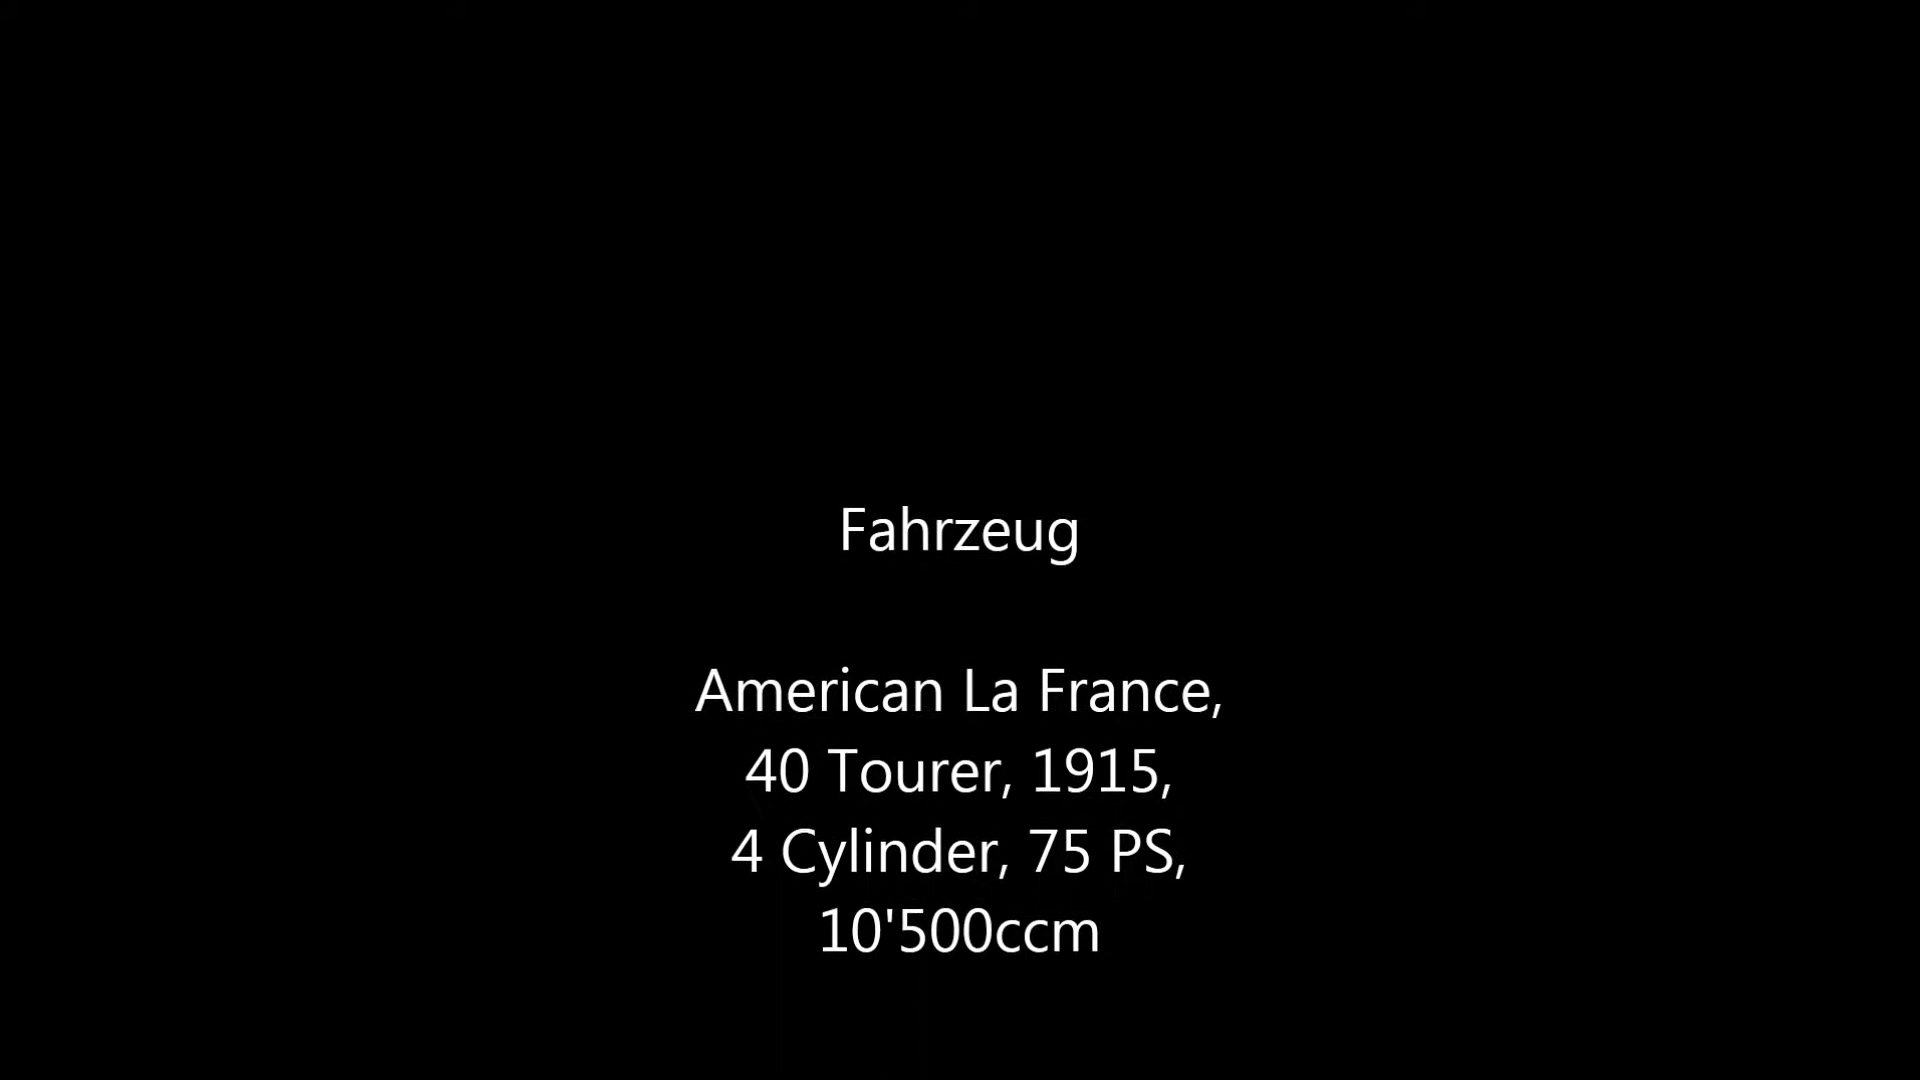 Fahrzeug
American La France,
40 Tourer, 1915,
4 Cylinder, 75 PS,
10'500ccm